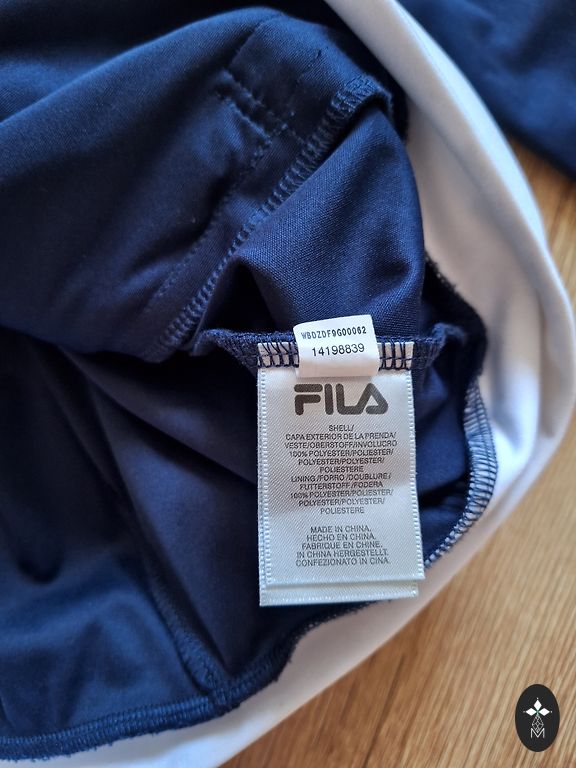 WBDZDF9G00062
14198839
FILA
SHELL/
CAPA EXTERIOR DE LA PRENDA/
VESTE/OBERSTOFF/INVOLUCRO
100% POLYESTER/POLIESTER/
POLYESTER/POLYESTER/
POLIESTERE
LINING/FORRO/DOUBLURE/
FUTTERSTOFF/FODERA
100% POLYESTER/POLIESTER/
POLYESTER/POLYESTER/
POLIESTERE
MADE IN CHINA.
HECHO EN CHINA.
FABRIQUE EN CHINE.
IN CHINA HERGESTELLT.
CONFEZIONATO IN CINA.
M